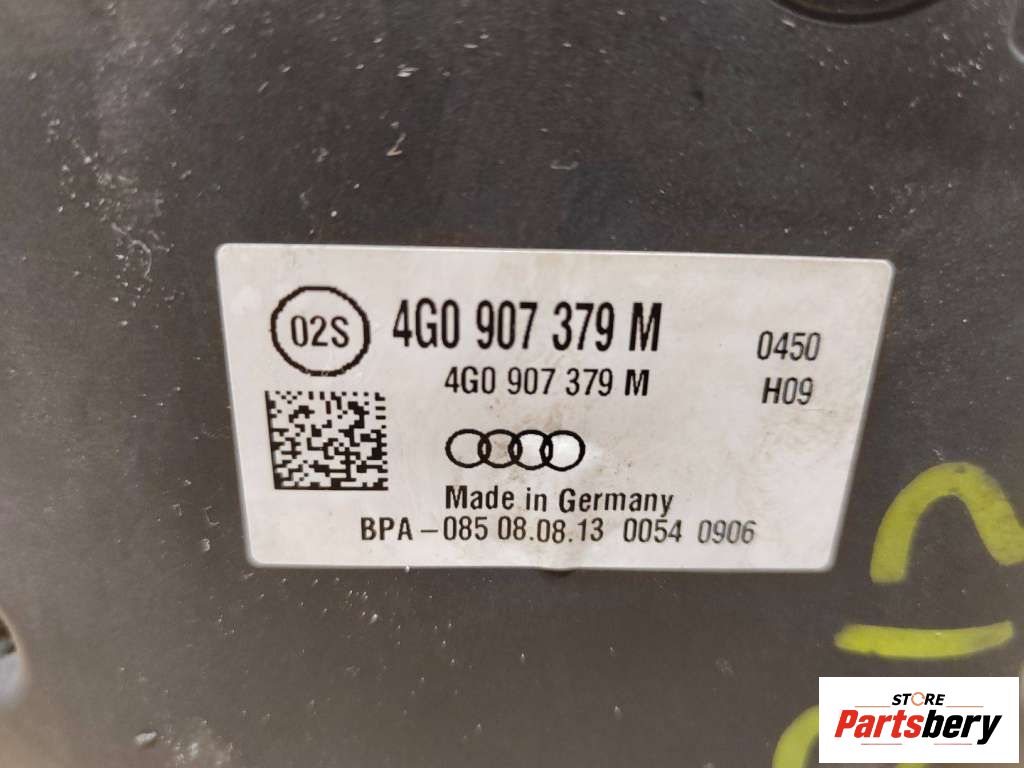 02S 4G0 907 379 M 0450
4G0 907 379 M H09
Made in Germany
BPA-085 08.08.13 0054 0906
STORE
Partsbery